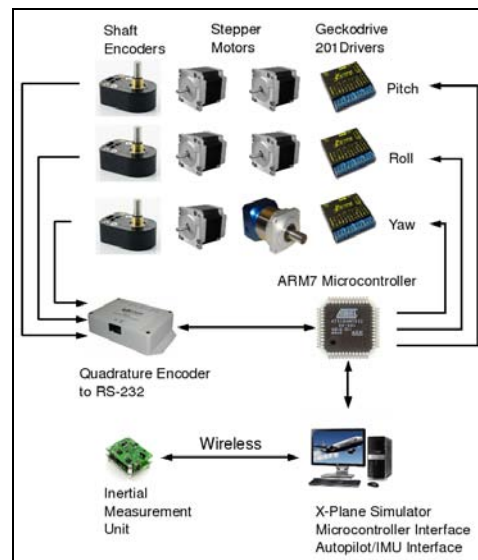 Shaft
Encoders
Stepper
Motors
Geckodrive
201Drivers
Pitch
Roll
Yaw
ARM7 Microcontroller
Quadrature Encoder
to RS-232
Wireless
Inertial
Measurement
Unit
X-Plane Simulator
Microcontroller Interface
Autopilot/IMU Interface